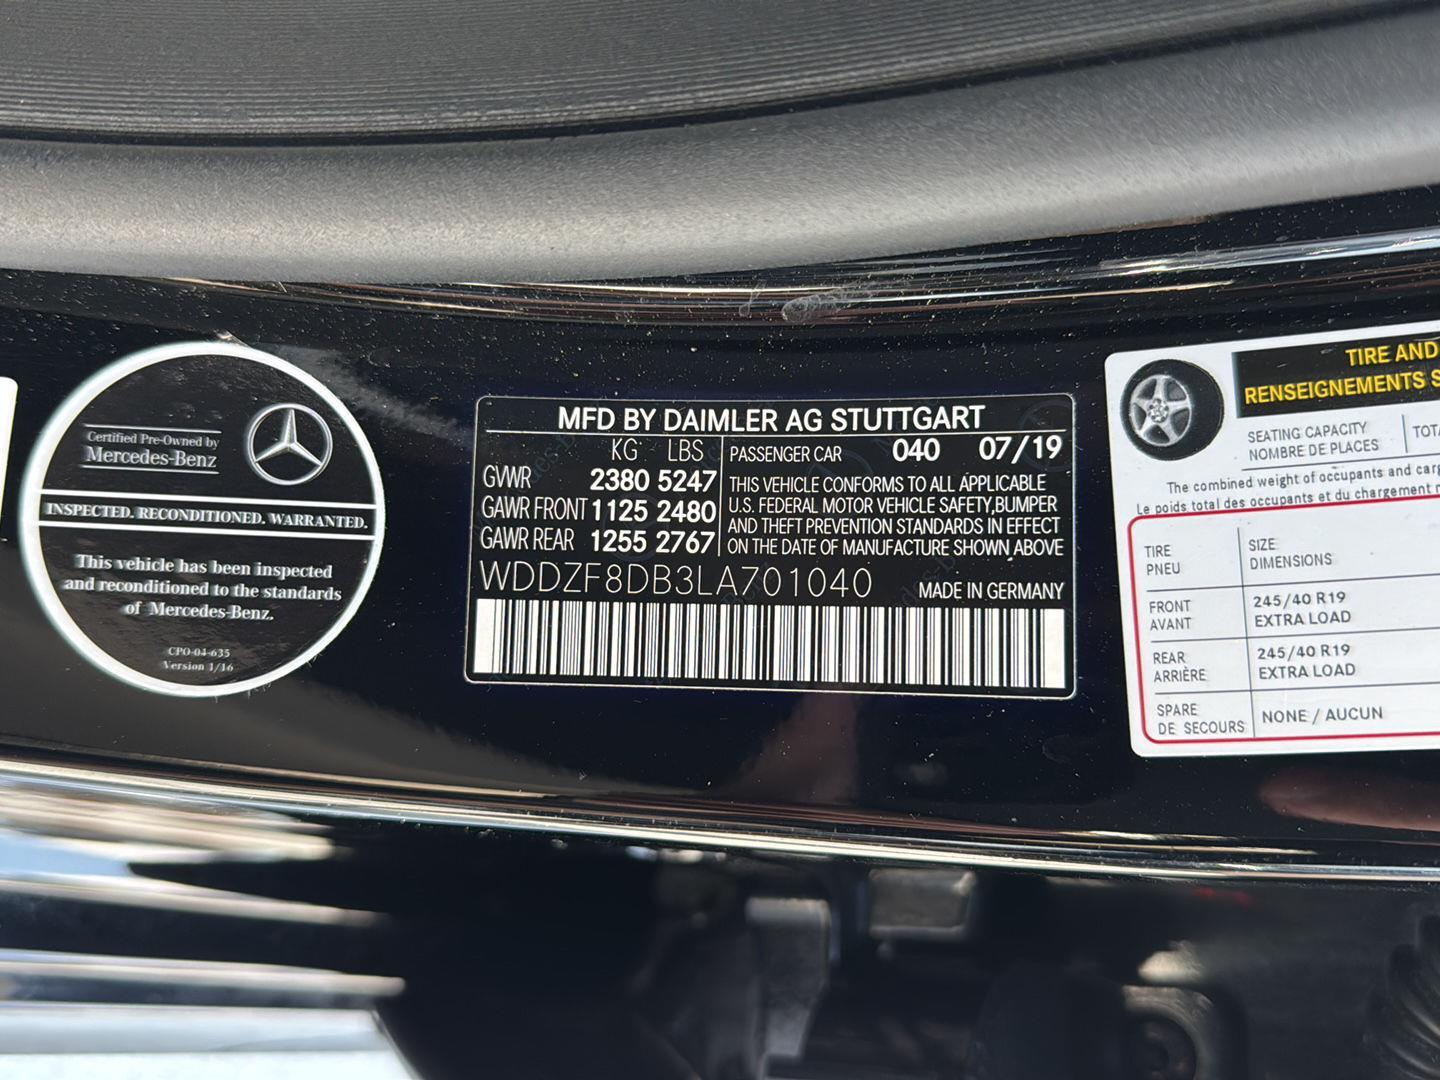 Certified Pre-Owned by
Mercedes-Benz
INSPECTED. RECONDITIONED. WARRANTED.
This vehicle has been inspected
and reconditioned to the standards
of Mercedes-Benz.
CPO-04-635
Version 1/16
MFD BY DAIMLER AG STUTTGART
KG LBS
GVWR 2380 5247
GAWR FRONT 1125 2480
GAWR REAR 1255 2767
PASSENGER CAR 040 07/19
THIS VEHICLE CONFORMS TO ALL APPLICABLE
U.S. FEDERAL MOTOR VEHICLE SAFETY,BUMPER
AND THEFT PREVENTION STANDARDS IN EFFECT
ON THE DATE OF MANUFACTURE SHOWN ABOVE
WDDZF8DB3LA701040 MADE IN GERMANY
TIRE AND
RENSEIGNEMENTS S
SEATING CAPACITY
NOMBRE DE PLACES
TOTA
The combined weight of occupants and carg
Le poids total des occupants et du chargement
TIRE
PNEU
SIZE
DIMENSIONS
FRONT
AVANT
245/40 R19
EXTRA LOAD
REAR
ARRIÈRE
245/40 R19
EXTRA LOAD
SPARE
DE SECOURS
NONE / AUCUN